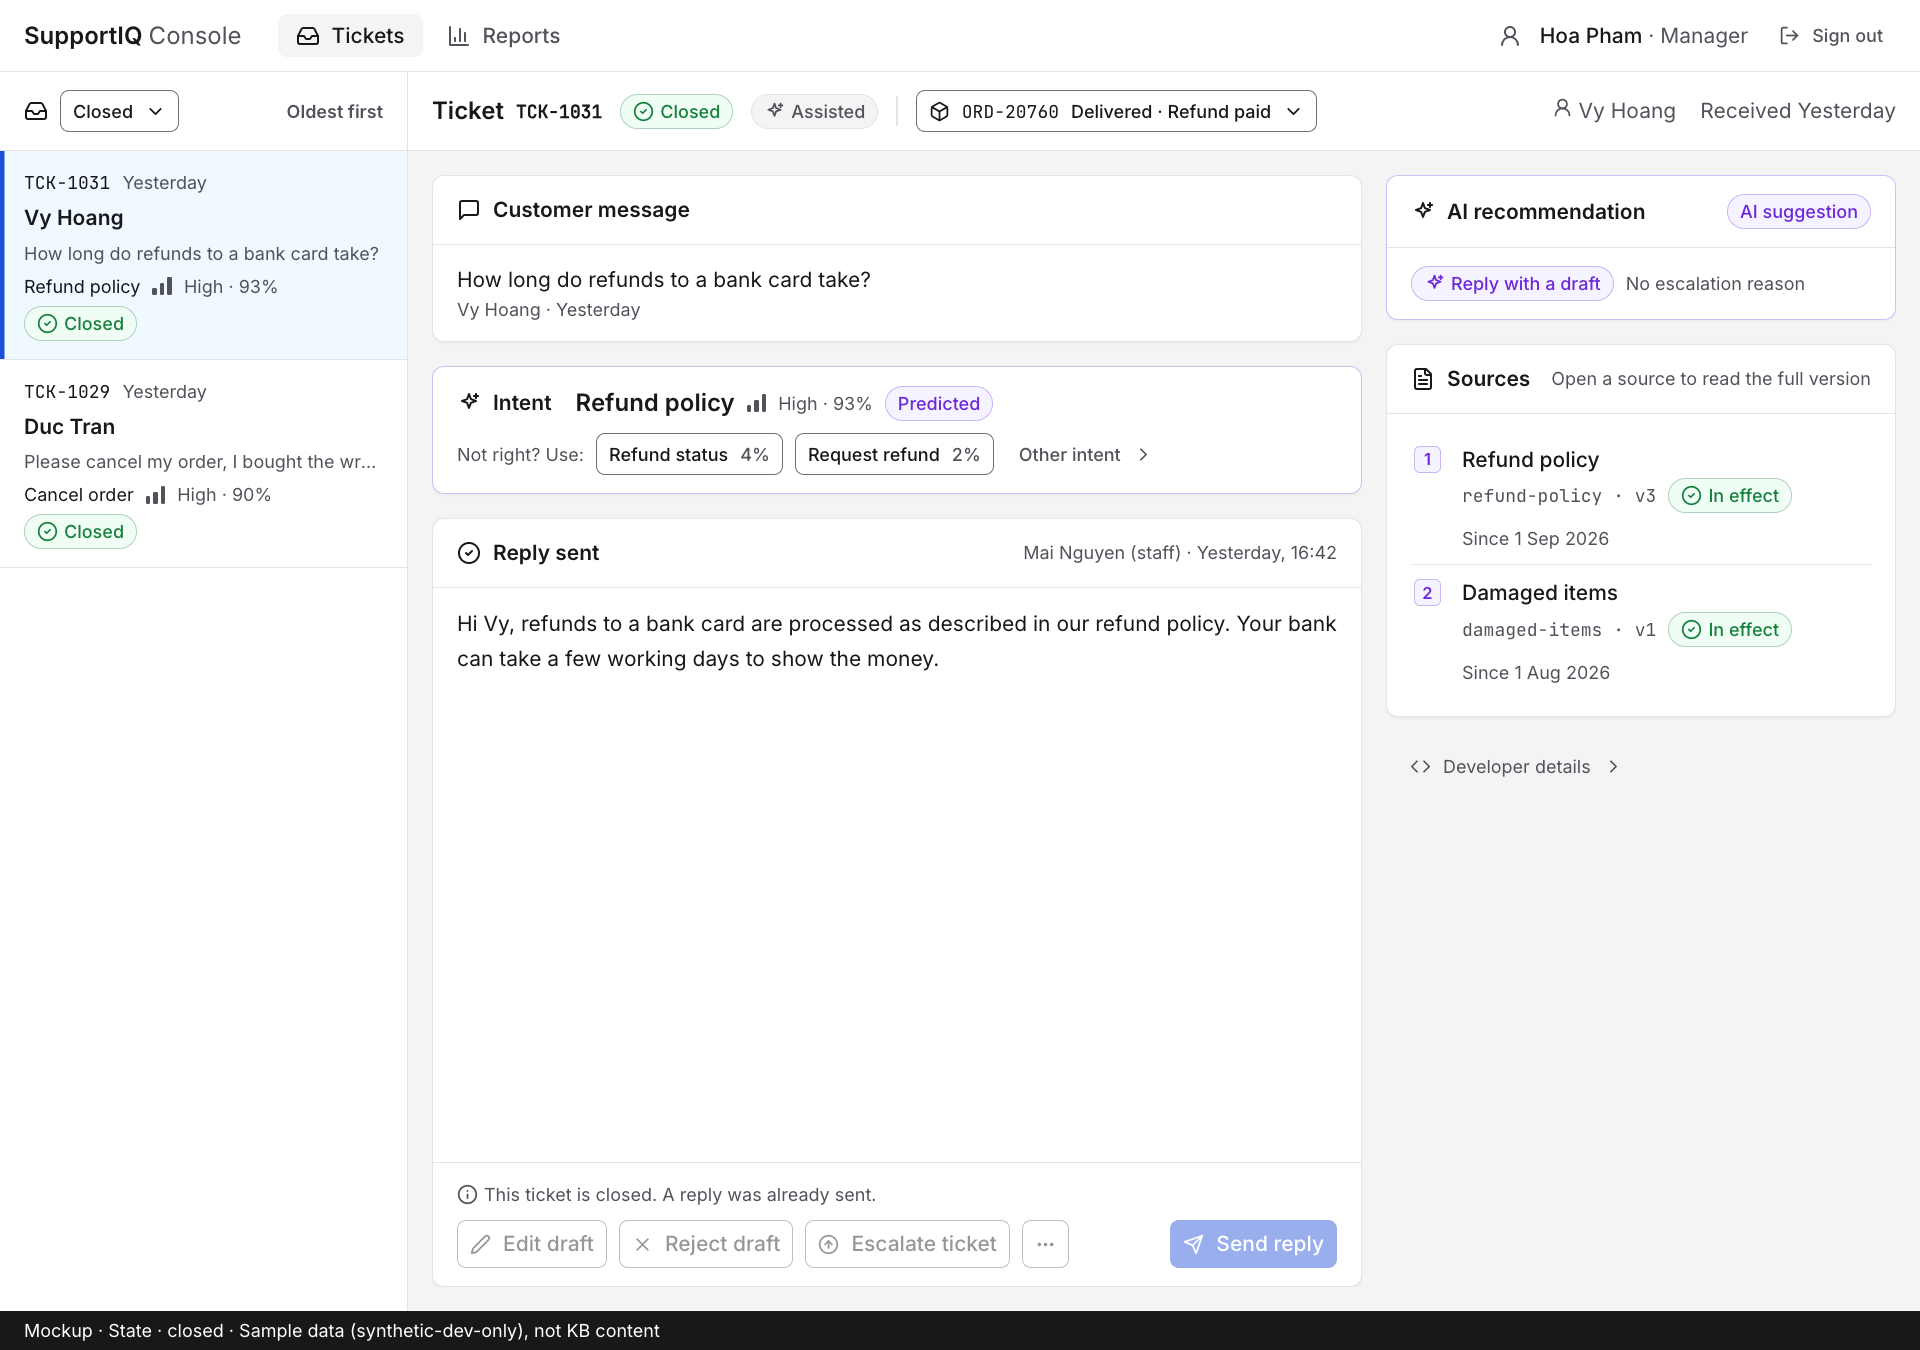 SupportIQ Console
Tickets
Reports
Hoa Pham · Manager
Sign out
Closed
Oldest first
Ticket TCK-1031
Closed
Assisted
ORD-20760 Delivered · Refund paid
Vy Hoang
Received Yesterday
TCK-1031 Yesterday
Vy Hoang
How long do refunds to a bank card take?
Refund policy High · 93%
Closed
TCK-1029 Yesterday
Duc Tran
Please cancel my order, I bought the wr...
Cancel order High · 90%
Closed
Customer message
How long do refunds to a bank card take?
Vy Hoang · Yesterday
Intent Refund policy High · 93% Predicted
Not right? Use: Refund status 4% Request refund 2% Other intent
Reply sent
Mai Nguyen (staff) · Yesterday, 16:42
Hi Vy, refunds to a bank card are processed as described in our refund policy. Your bank
can take a few working days to show the money.
This ticket is closed. A reply was already sent.
Edit draft
Reject draft
Escalate ticket
Send reply
AI recommendation
AI suggestion
Reply with a draft
No escalation reason
Sources
Open a source to read the full version
1 Refund policy
refund-policy · v3 In effect
Since 1 Sep 2026
2 Damaged items
damaged-items · v1 In effect
Since 1 Aug 2026
Developer details
Mockup · State · closed · Sample data (synthetic-dev-only), not KB content